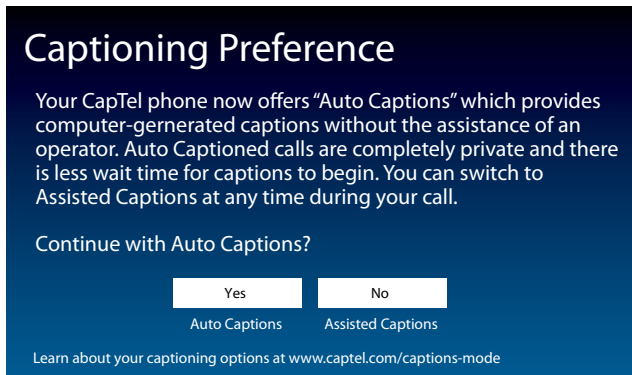 Captioning Preference
Your CapTel phone now offers “Auto Captions” which provides
computer-gernerated captions without the assistance of an
operator. Auto Captioned calls are completely private and there
is less wait time for captions to begin. You can switch to
Assisted Captions at any time during your call.
Continue with Auto Captions?
Yes No
Auto Captions Assisted Captions
Learn about your captioning options at www.captel.com/captions-mode